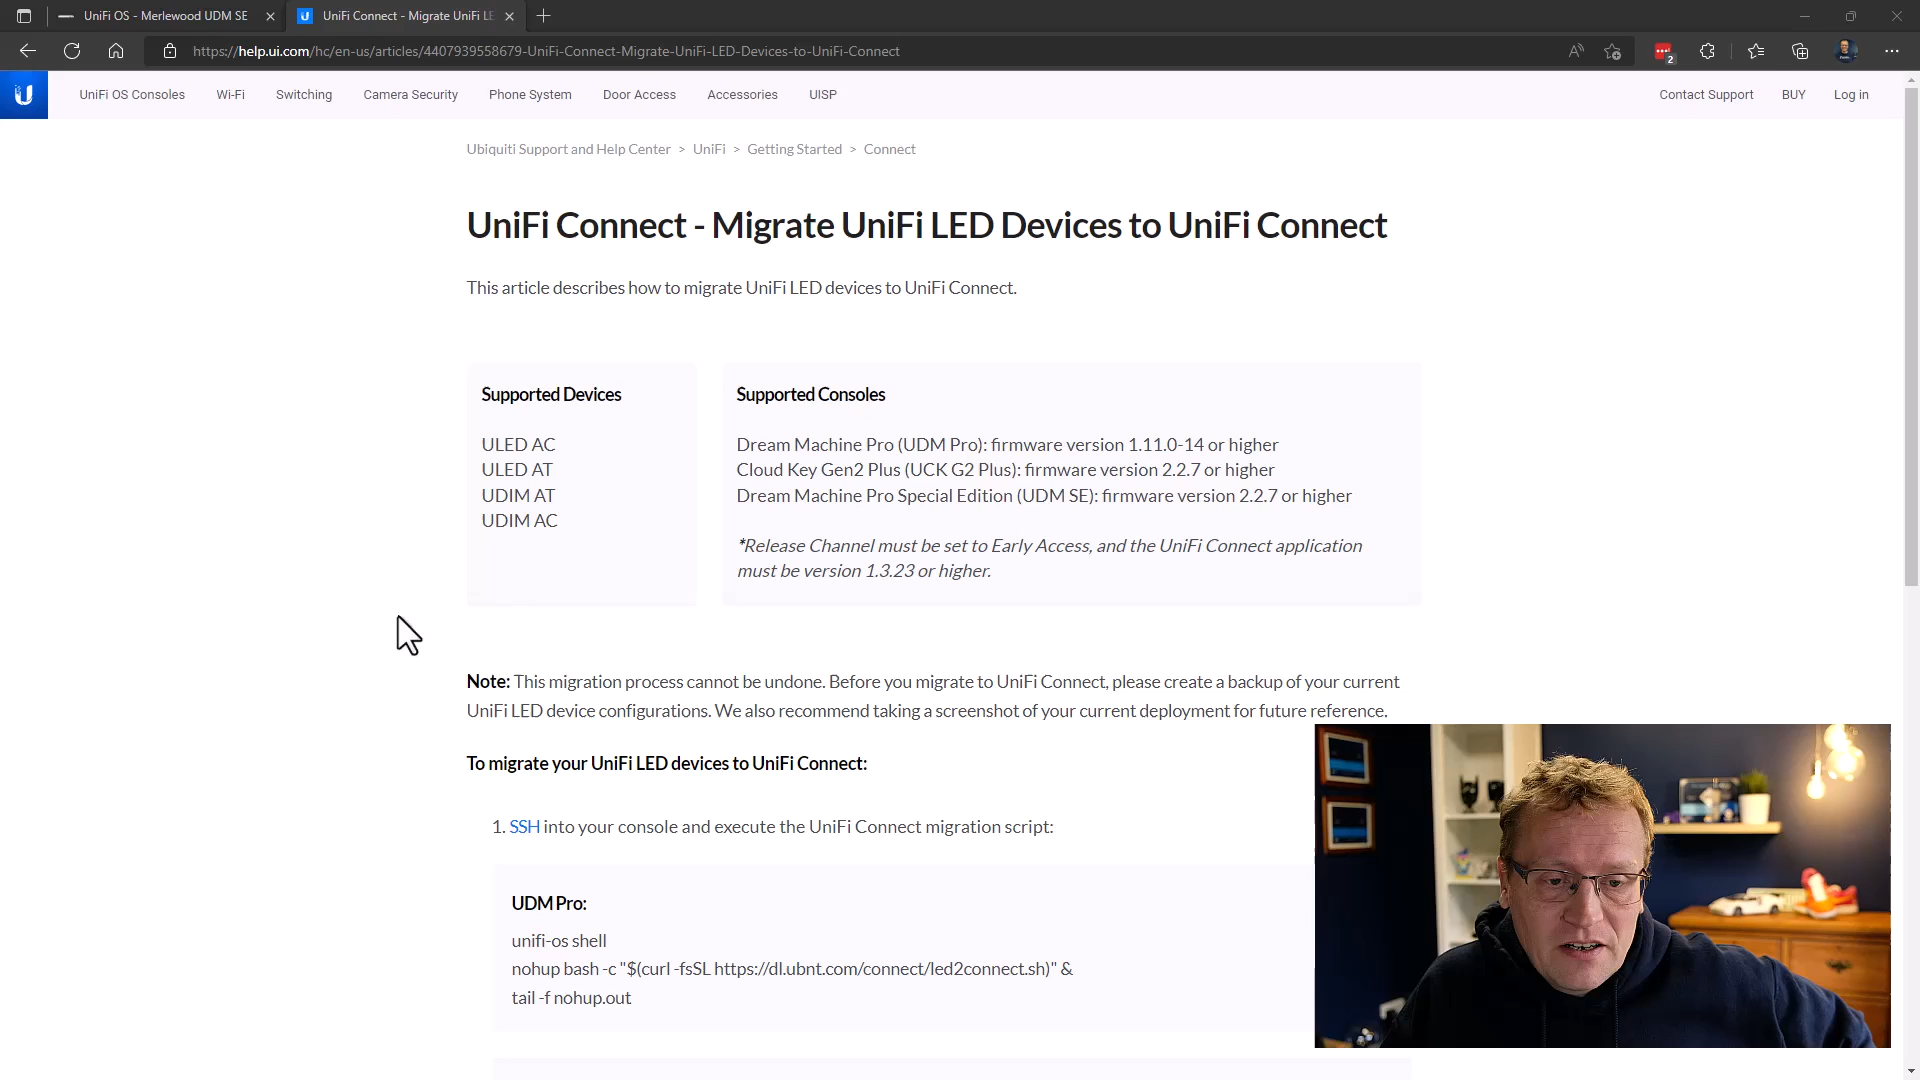 UniFi OS - Merlewood UDM SE
UniFi Connect - Migrate UniFi LE
https://help.ui.com/hc/en-us/articles/4407939558679-UniFi-Connect-Migrate-UniFi-LED-Devices-to-UniFi-Connect
2
UniFi OS Consoles
Wi-Fi
Switching
Camera Security
Phone System
Door Access
Accessories
UISP
Contact Support
BUY
Log in
Ubiquiti Support and Help Center > UniFi > Getting Started > Connect
UniFi Connect - Migrate UniFi LED Devices to UniFi Connect
This article describes how to migrate UniFi LED devices to UniFi Connect.
Supported Devices
ULED AC
ULED AT
UDIM AT
UDIM AC
Supported Consoles
Dream Machine Pro (UDM Pro): firmware version 1.11.0-14 or higher
Cloud Key Gen2 Plus (UCK G2 Plus): firmware version 2.2.7 or higher
Dream Machine Pro Special Edition (UDM SE): firmware version 2.2.7 or higher
*Release Channel must be set to Early Access, and the UniFi Connect application
must be version 1.3.23 or higher.
Note: This migration process cannot be undone. Before you migrate to UniFi Connect, please create a backup of your current
UniFi LED device configurations. We also recommend taking a screenshot of your current deployment for future reference.
To migrate your UniFi LED devices to UniFi Connect:
1. SSH into your console and execute the UniFi Connect migration script:
UDM Pro:
unifi-os shell
nohup bash -c "$(curl -fsSL https://dl.ubnt.com/connect/led2connect.sh)" &
tail -f nohup.out